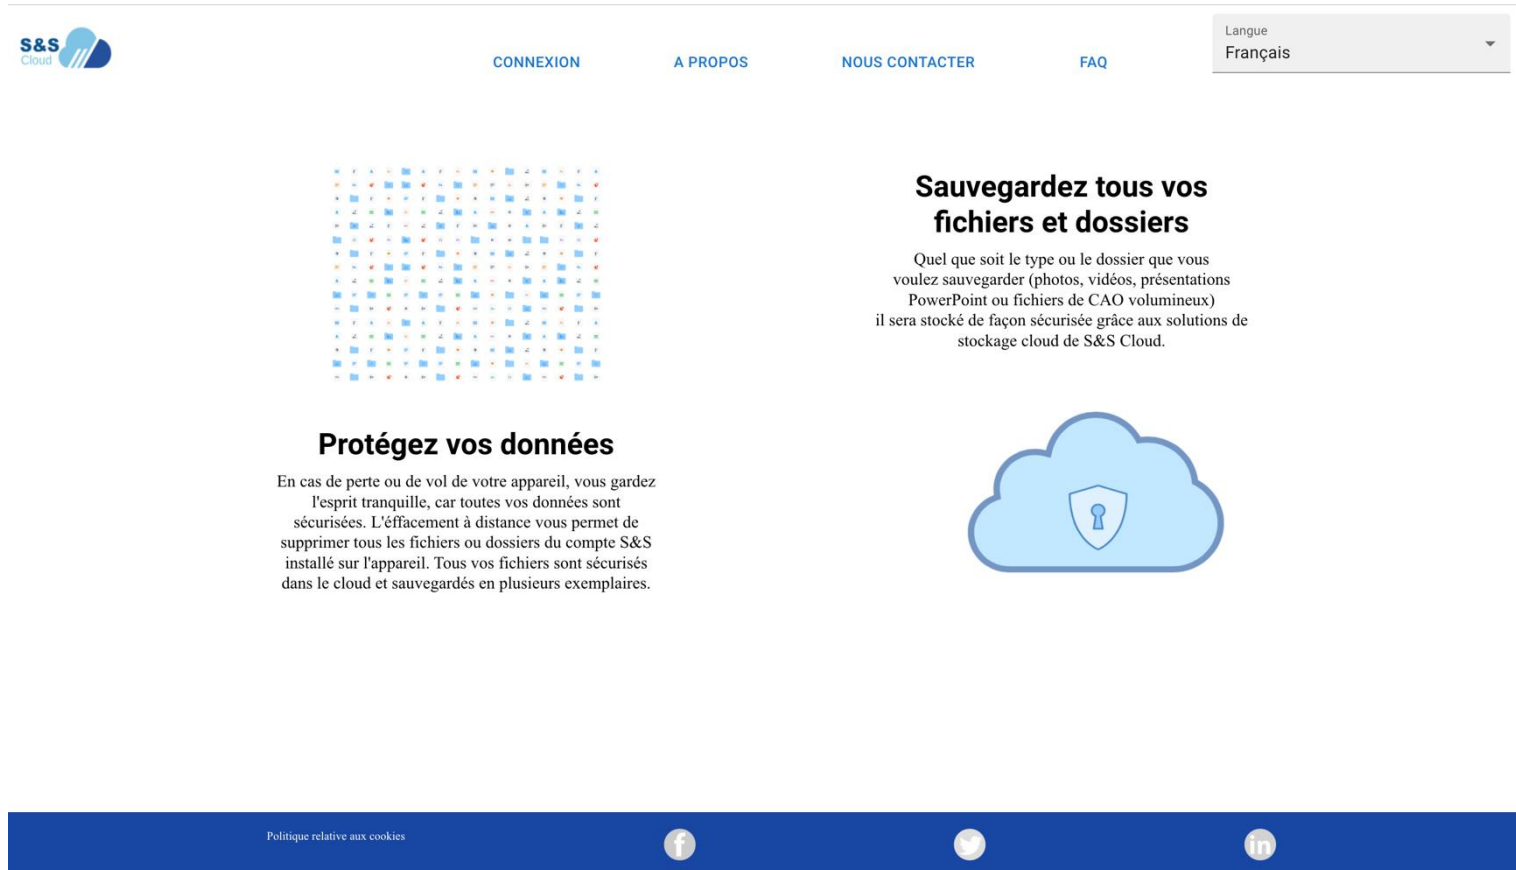 S&S
Cloud
CONNEXION
A PROPOS
NOUS CONTACTER
FAQ
Langue
Français
Sauvegardez tous vos
fichiers et dossiers
Quel que soit le type ou le dossier que vous
voulez sauvegarder (photos, vidéos, présentations
PowerPoint ou fichiers de CAO volumineux)
il sera stocké de façon sécurisée grâce aux solutions de
stockage cloud de S&S Cloud.
Protégez vos données
En cas de perte ou de vol de votre appareil, vous gardez
l'esprit tranquille, car toutes vos données sont
sécurisées. L'éffacement à distance vous permet de
supprimer tous les fichiers ou dossiers du compte S&S
installé sur l'appareil. Tous vos fichiers sont sécurisés
dans le cloud et sauvegardés en plusieurs exemplaires.
Politique relative aux cookies
f
in